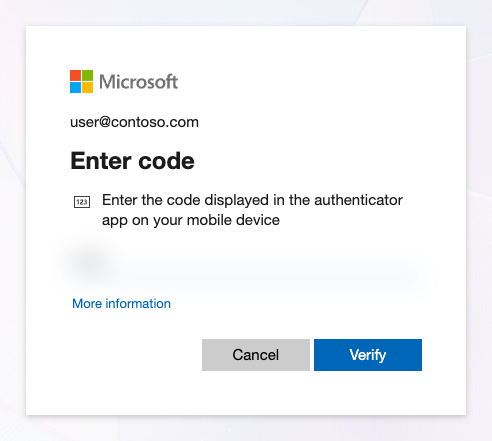 Microsoft
user@contoso.com
Enter code
123
Enter the code displayed in the authenticator
app on your mobile device
More information
Cancel
Verify